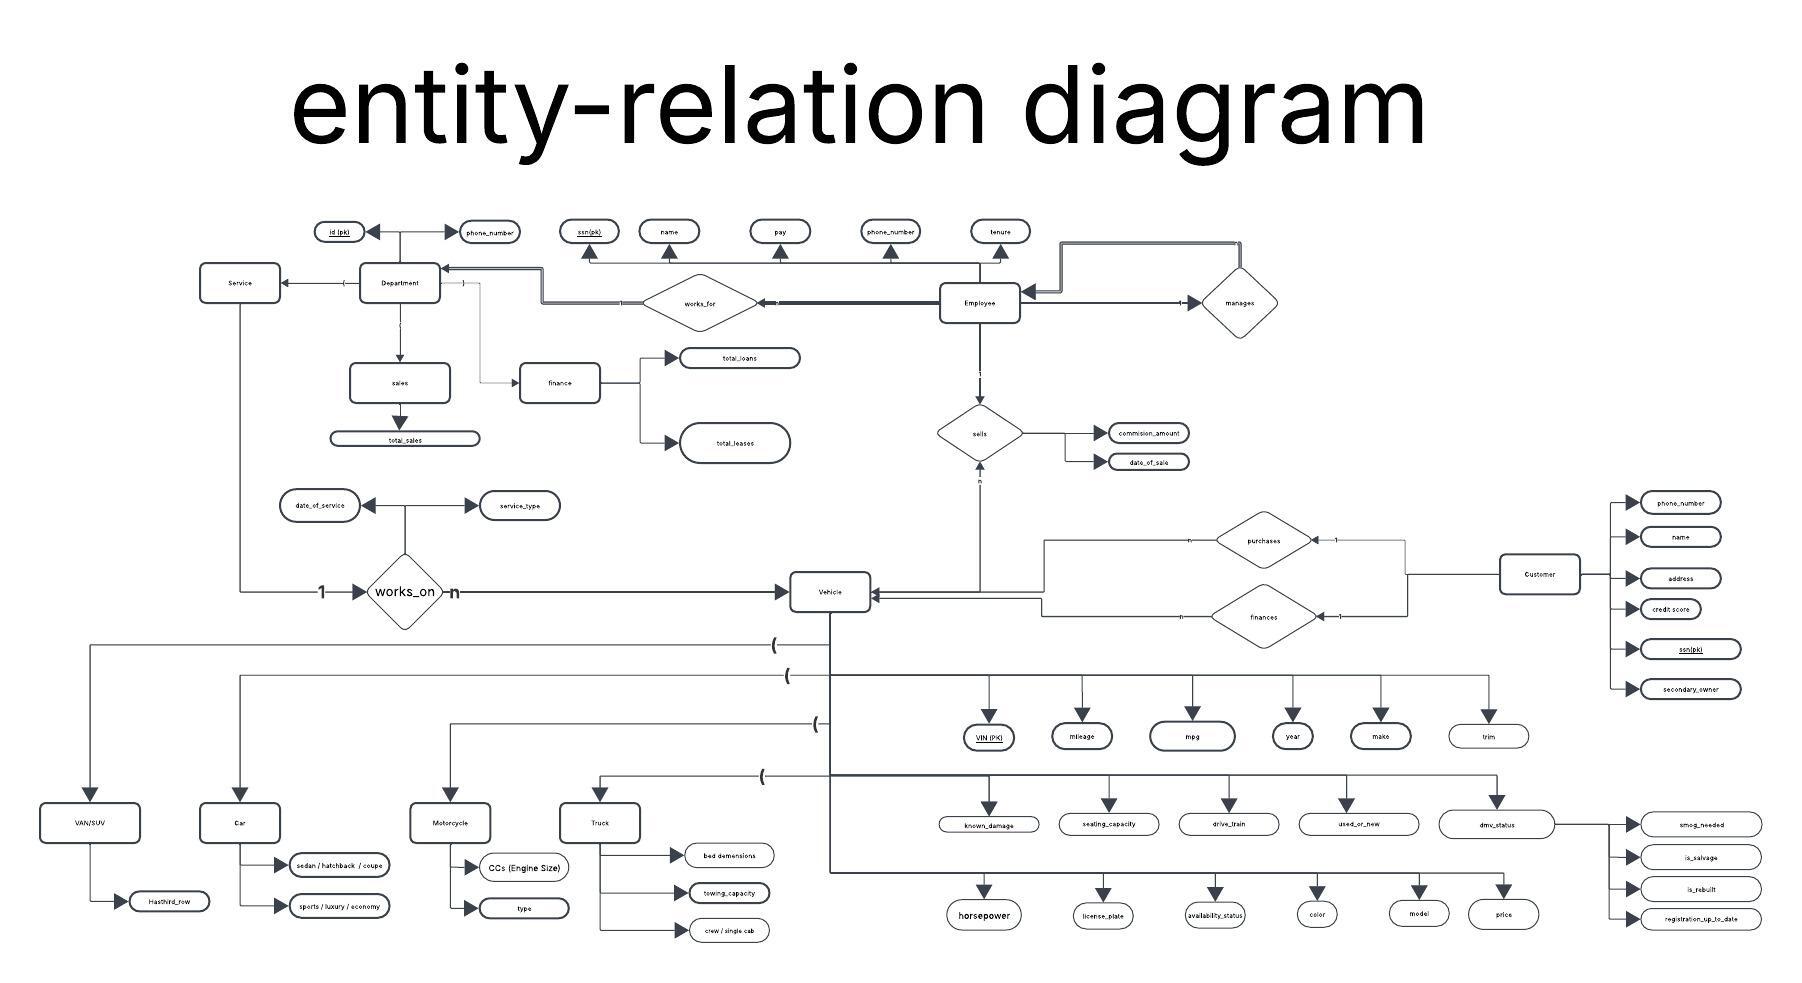 entity-relation diagram
id (pk)
phone_number
ssn(pk)
name
pay
phone_number
tenure
Service
(
Department
)
1
works_for
n
Employee
1
manages
(
sales
finance
total_loans
total_sales
total_leases
1
sells
commision_amount
date_of_sale
n
date_of_service
service_type
1
works_on
n
Vehicle
n
purchases
1
n
finances
1
Customer
phone_number
name
address
credit score
ssn(pk)
secondary_owner
(
(
(
(
VIN (PK)
mileage
mpg
year
make
trim
known_damage
seating_capacity
drive_train
used_or_new
dmv_status
smog_needed
is_salvage
is_rebuilt
registration_up_to_date
VAN/SUV
Car
Motorcycle
Truck
Hasthird_row
sedan / hatchback / coupe
sports / luxury / economy
CCs (Engine Size)
type
bed demensions
towing_capacity
crew / single cab
horsepower
license_plate
availability_status
color
model
price